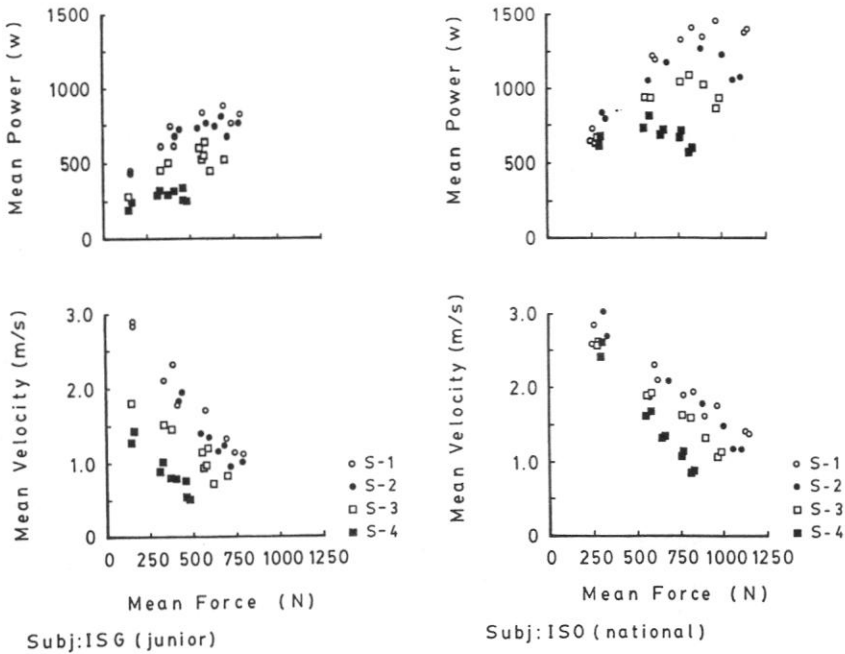 Mean Power (w)
1500
1000
500
0
Mean Power (w)
1500
1000
500
0
Mean Velocity (m/s)
3.0
2.0
1.0
0
○ S-1
● S-2
□ S-3
■ S-4
250 500 750 1000 1250
Mean Force (N)
Subj:ISG (junior)
Mean Velocity (m/s)
3.0
2.0
1.0
0
○ S-1
● S-2
□ S-3
■ S-4
250 500 750 1000 1250
Mean Force (N)
Subj:ISO (national)